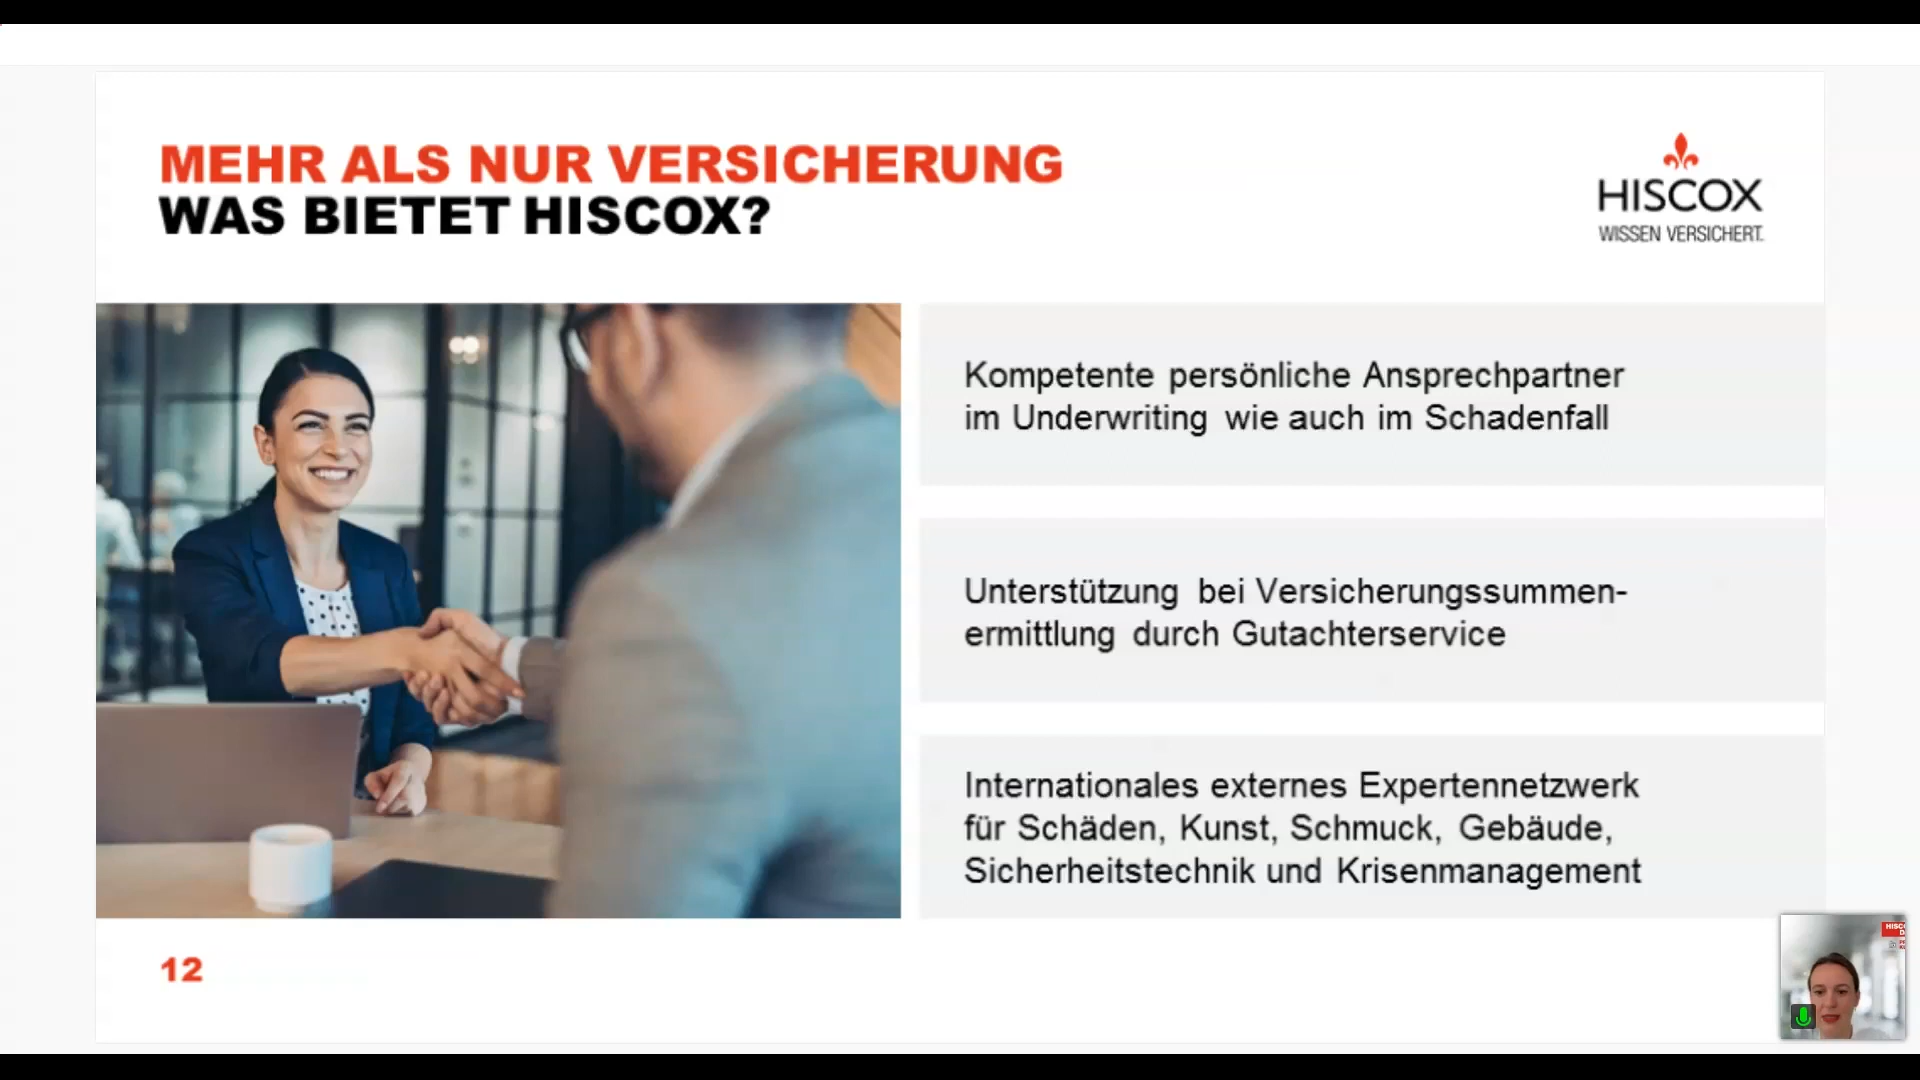 MEHR ALS NUR VERSICHERUNG
WAS BIETET HISCOX?
HISCOX
WISSEN VERSICHERT.
Kompetente persönliche Ansprechpartner
im Underwriting wie auch im Schadenfall
Unterstützung bei Versicherungssummen-
ermittlung durch Gutachterservice
Internationales externes Expertennetzwerk
für Schäden, Kunst, Schmuck, Gebäude,
Sicherheitstechnik und Krisenmanagement
12